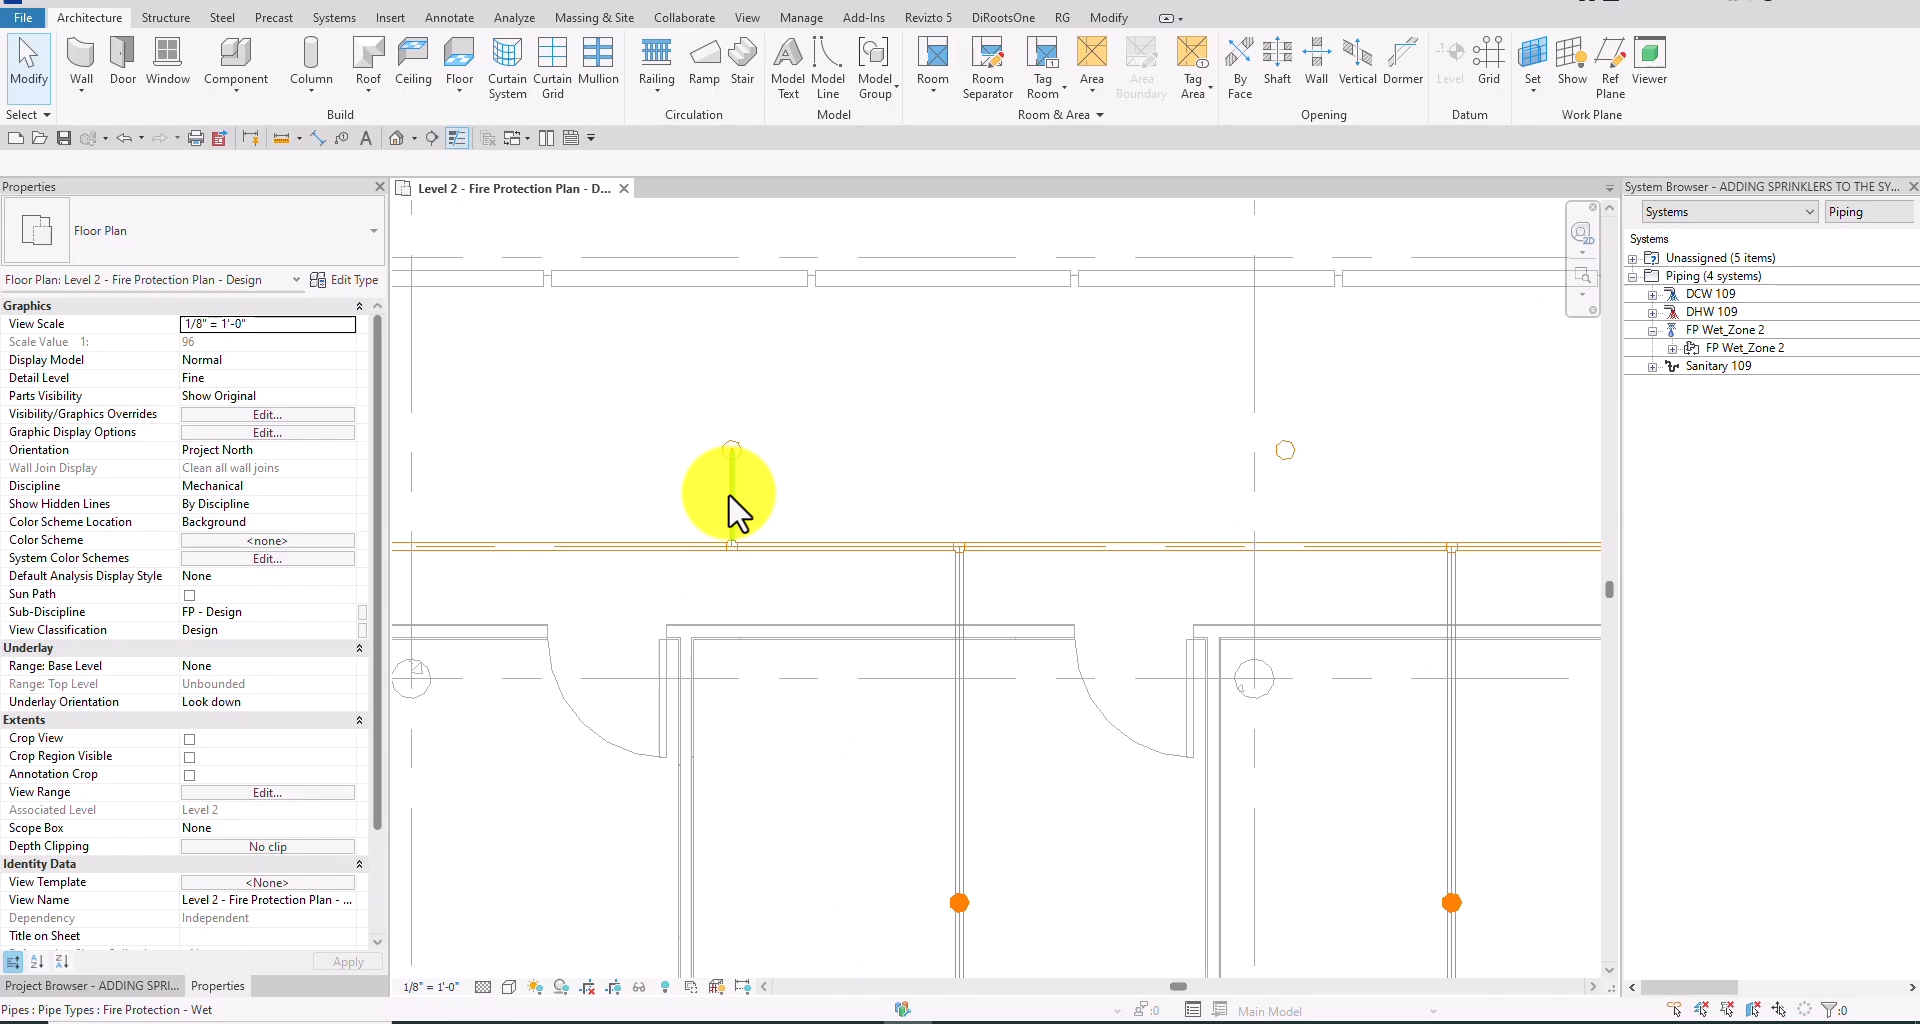 File Architecture Structure Steel Precast Systems Insert Annotate Analyze Massing & Site Collaborate View Manage Add-Ins Revizto 5 DiRootsOne RG Modify
Modify Wall Door Window Component Column Roof Ceiling Floor Curtain System Curtain Grid Mullion Railing Ramp Stair Model Text Model Line Model Group Room Room Separator Tag Room Area Area Boundary Tag Area By Face Shaft Wall Vertical Dormer Level Grid Set Show Ref Plane Viewer
Select Build Circulation Model Room & Area Opening Datum Work Plane
Properties
Level 2 - Fire Protection Plan - D...
System Browser - ADDING SPRINKLERS TO THE SY...
Floor Plan
Systems Piping
Systems
Unassigned (5 items)
Piping (4 systems)
DCW 109
DHW 109
FP Wet_Zone 2
FP Wet_Zone 2
Sanitary 109
2D
Floor Plan: Level 2 - Fire Protection Plan - Design Edit Type
Graphics
View Scale 1/8" = 1'-0"
Scale Value 1: 96
Display Model Normal
Detail Level Fine
Parts Visibility Show Original
Visibility/Graphics Overrides Edit...
Graphic Display Options Edit...
Orientation Project North
Wall Join Display Clean all wall joins
Discipline Mechanical
Show Hidden Lines By Discipline
Color Scheme Location Background
Color Scheme <none>
System Color Schemes Edit...
Default Analysis Display Style None
Sun Path
Sub-Discipline FP - Design
View Classification Design
Underlay
Range: Base Level None
Range: Top Level Unbounded
Underlay Orientation Look down
Extents
Crop View
Crop Region Visible
Annotation Crop
View Range Edit...
Associated Level Level 2
Scope Box None
Depth Clipping No clip
Identity Data
View Template <None>
View Name Level 2 - Fire Protection Plan - ...
Dependency Independent
Title on Sheet
Apply
Project Browser - ADDING SPRI... Properties
1/8" = 1'-0"
Pipes : Pipe Types : Fire Protection - Wet
:0 Main Model :0